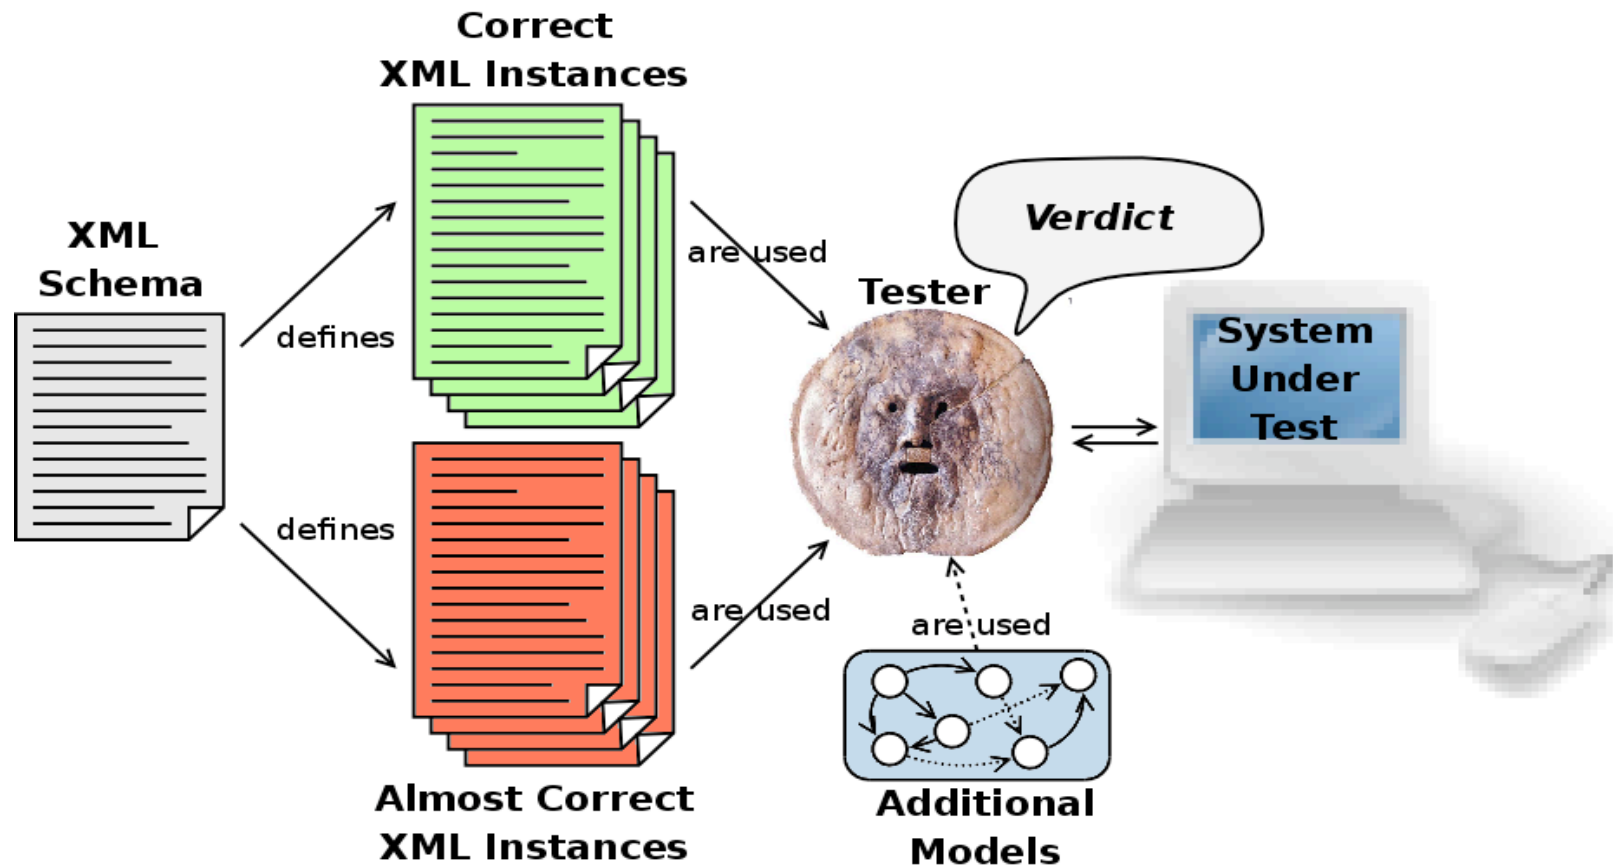 Correct
XML Instances
XML
Schema
defines
are used
Verdict
Tester
System
Under
Test
defines
are used
are used
Almost Correct
XML Instances
Additional
Models